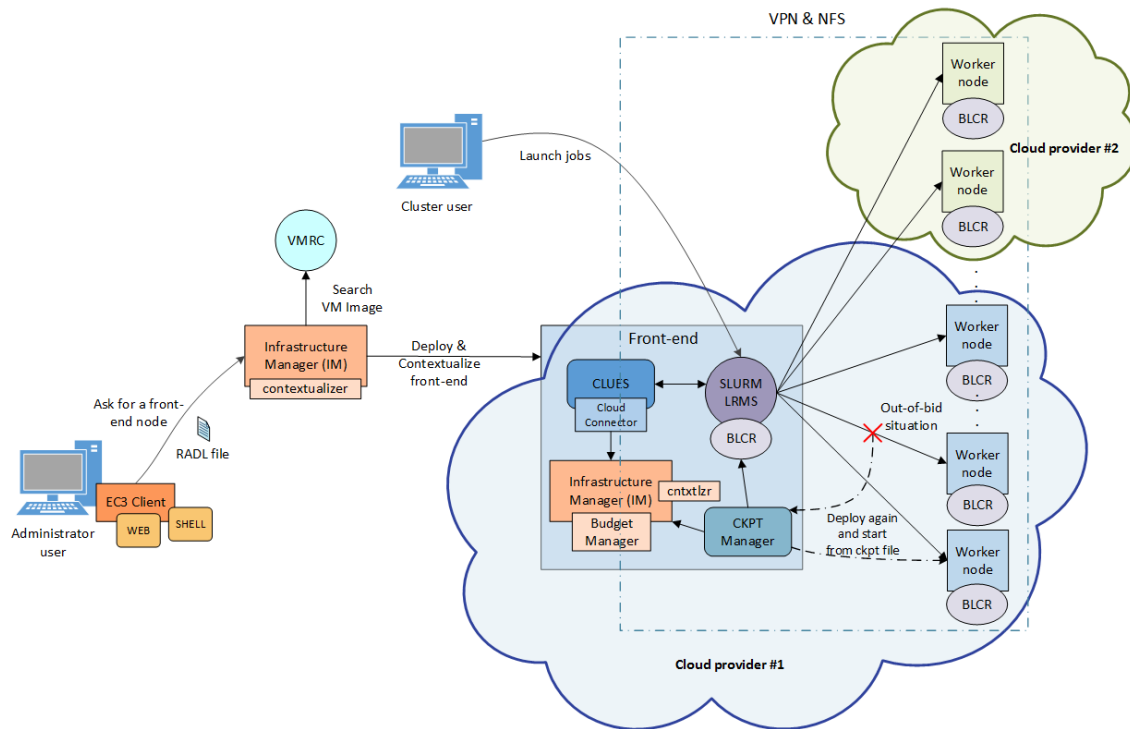 VPN & NFS
Worker
node
BLCR
Cloud provider #2
Worker
node
BLCR
Launch jobs
Cluster user
VMRC
Search
VM Image
Infrastructure
Manager (IM)
contextualizer
Deploy &
Contextualize
front-end
Ask for a front-
end node
RADL file
EC3 Client
WEB
SHELL
Administrator
user
Front-end
CLUES
Cloud
Connector
SLURM
LRMS
BLCR
Infrastructure
Manager (IM)
cntxtlzr
Budget
Manager
CKPT
Manager
Out-of-bid
situation
Deploy again
and start
from ckpt file
Worker
node
BLCR
Worker
node
BLCR
Worker
node
BLCR
Cloud provider #1